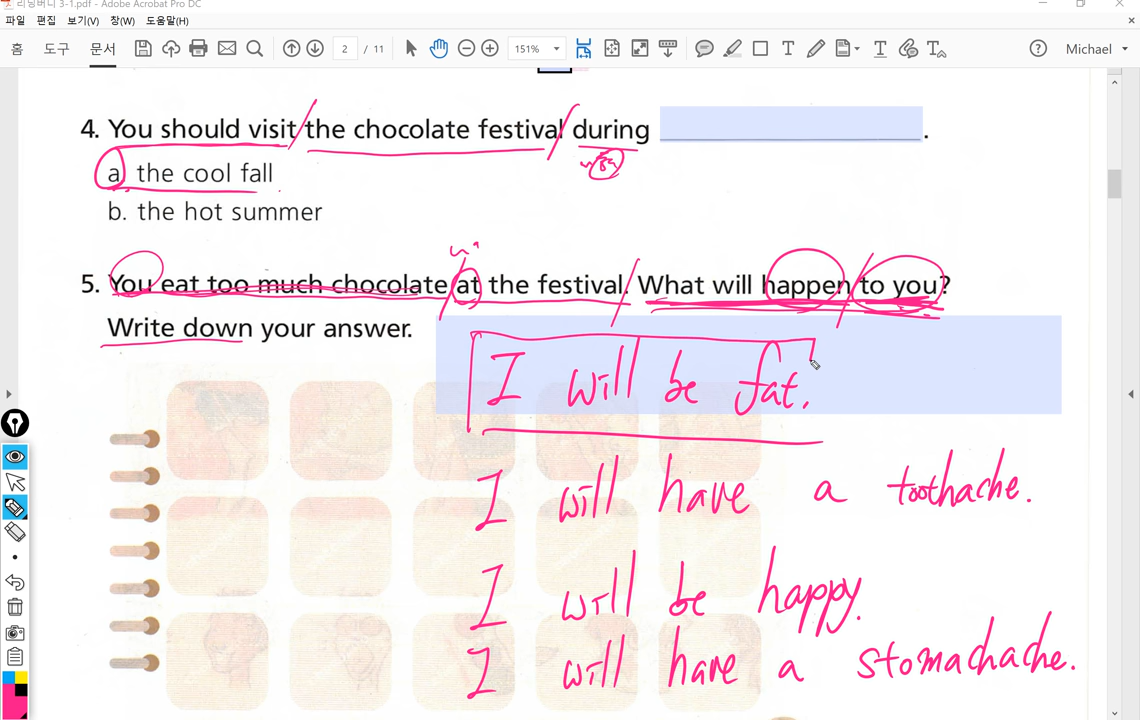 리딩버디 3-1.pdf - Adobe Acrobat Pro DC
파일 편집 보기(V) 창(W) 도움말(H)
홈 도구 문서 2 / 11 151% Michael
4. You should visit the chocolate festival during .
a. the cool fall
b. the hot summer
5. You eat too much chocolate at the festival. What will happen to you?
Write down your answer.
I will be fat.
I will have a toothache.
I will be happy.
I will have a stomachache.